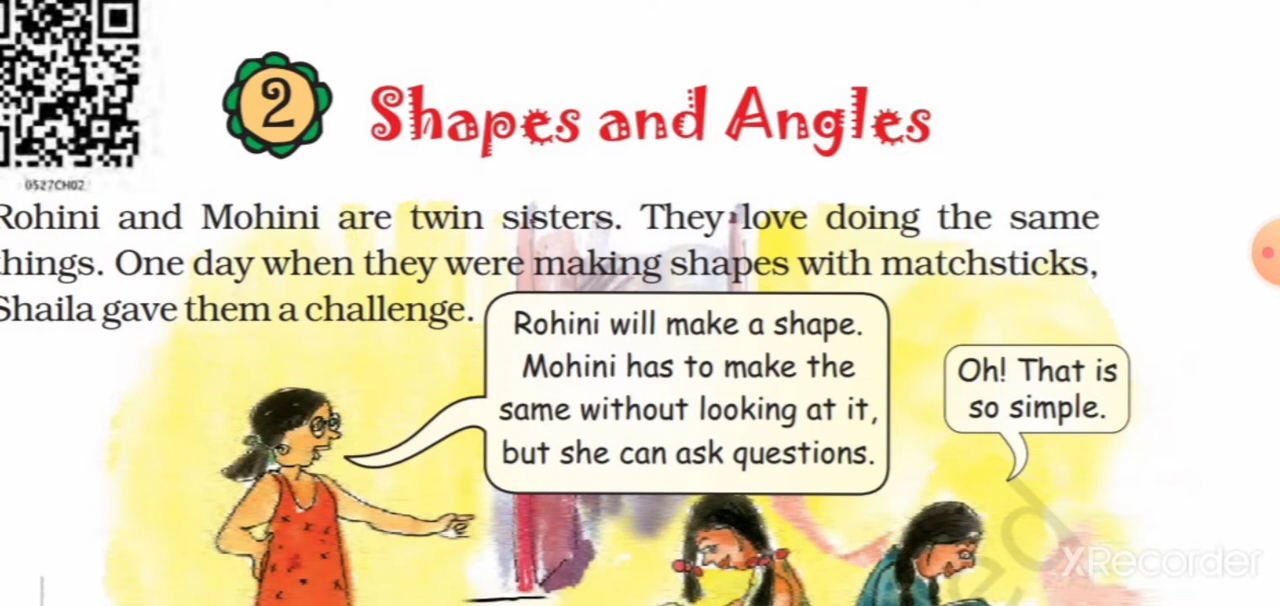 2 Shapes and Angles
0527CH02
Rohini and Mohini are twin sisters. They love doing the same
things. One day when they were making shapes with matchsticks,
Shaila gave them a challenge.
Rohini will make a shape.
Mohini has to make the
same without looking at it,
but she can ask questions.
Oh! That is
so simple.
XRecorder